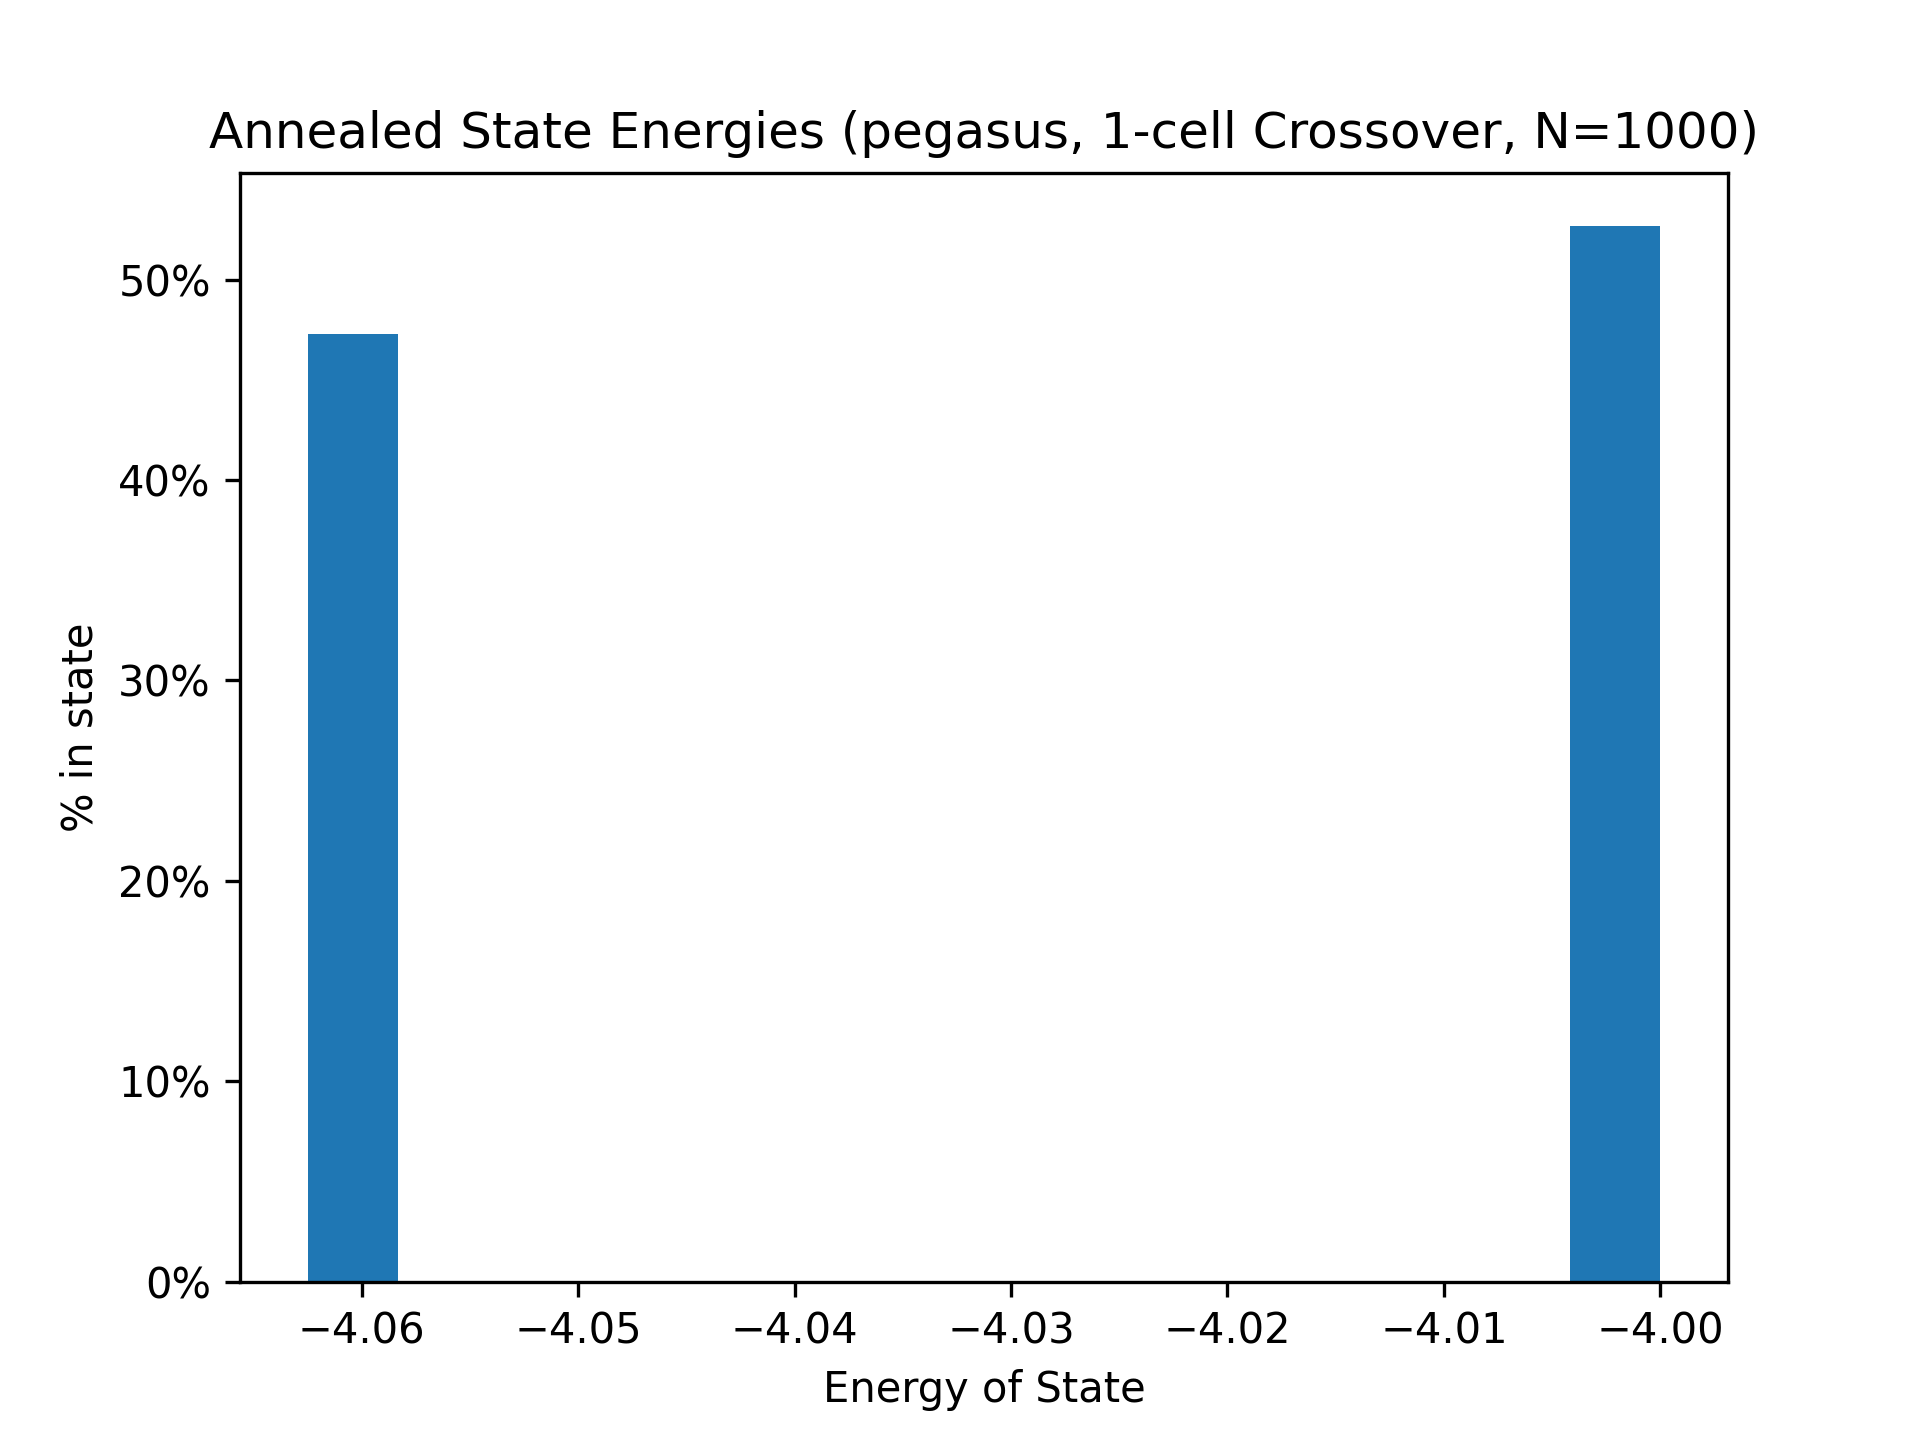 Annealed State Energies (pegasus, 1-cell Crossover, N=1000)
50%
40%
30%
20%
10%
0%
% in state
−4.06 −4.05 −4.04 −4.03 −4.02 −4.01 −4.00
Energy of State